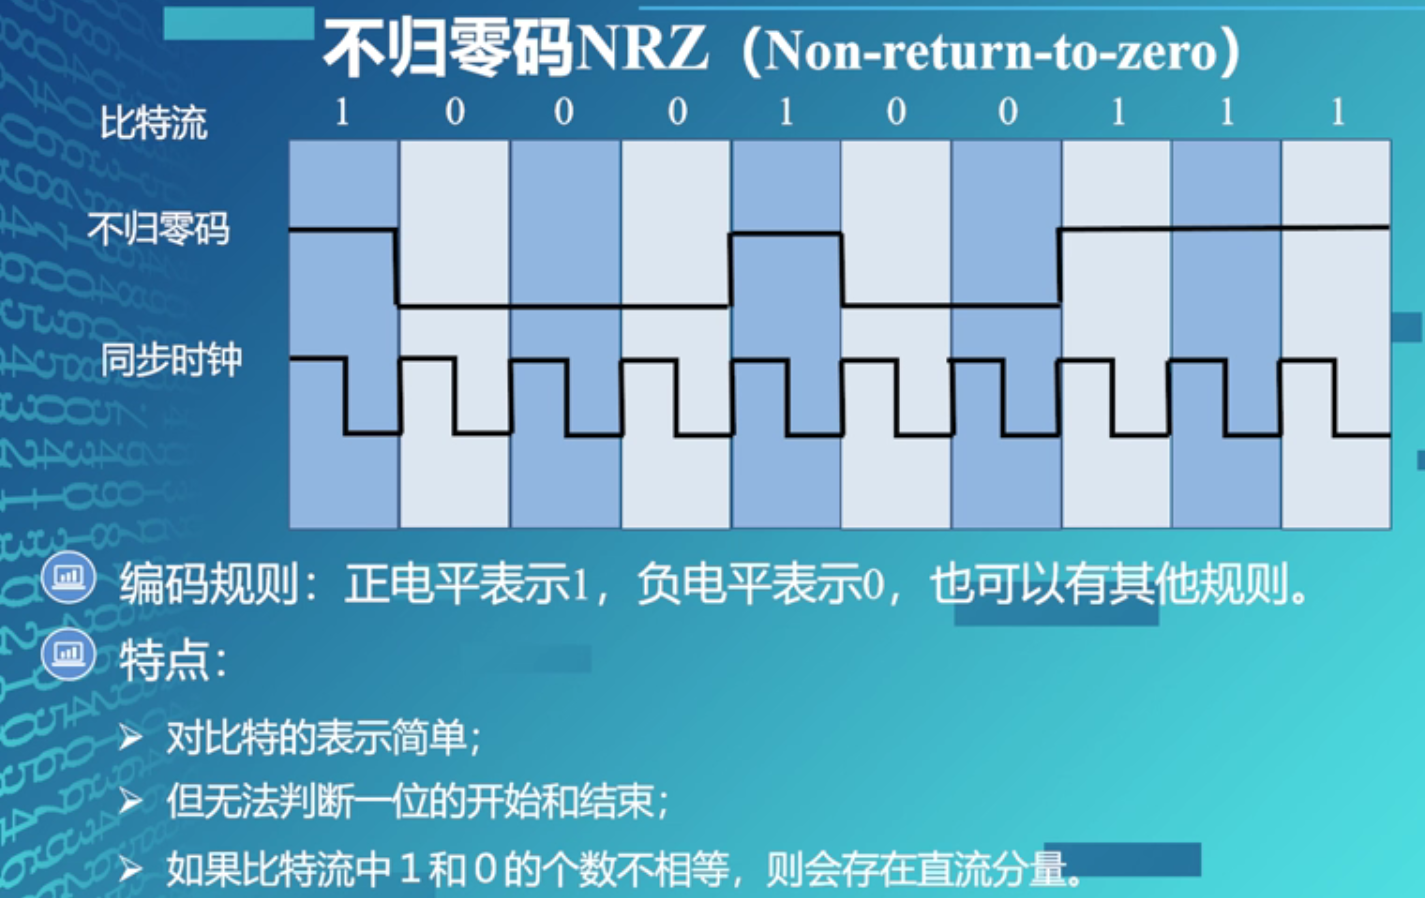 不归零码NRZ（Non-return-to-zero）
比特流 1 0 0 0 1 0 0 1 1 1
不归零码
同步时钟
编码规则：正电平表示1，负电平表示0，也可以有其他规则。
特点：
对比特的表示简单；
但无法判断一位的开始和结束；
如果比特流中１和０的个数不相等，则会存在直流分量。